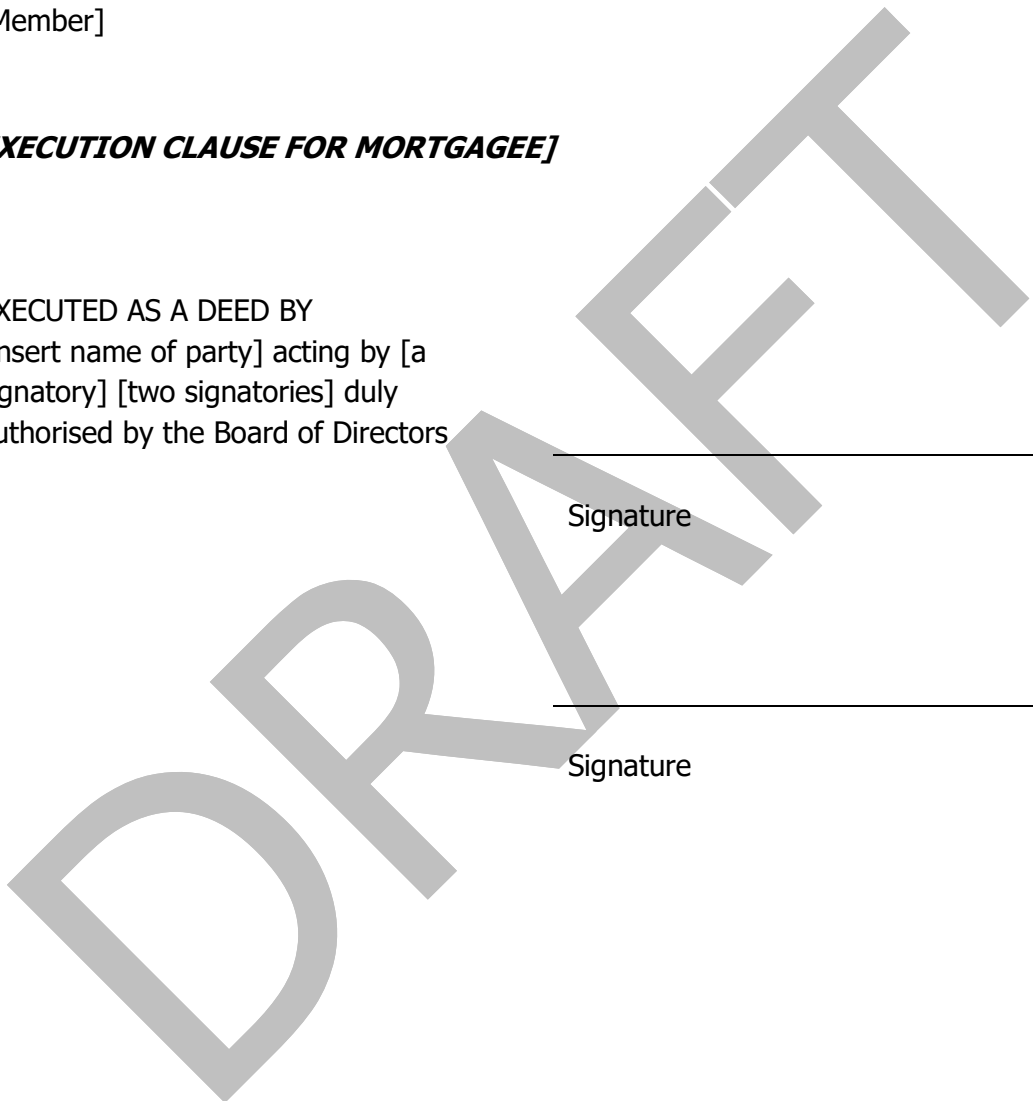 Member]
XECUTION CLAUSE FOR MORTGAGEE]
XECUTED AS A DEED BY
nsert name of party] acting by [a
gnatory] [two signatories] duly
uthorised by the Board of Directors
Signature
Signature
DRAFT